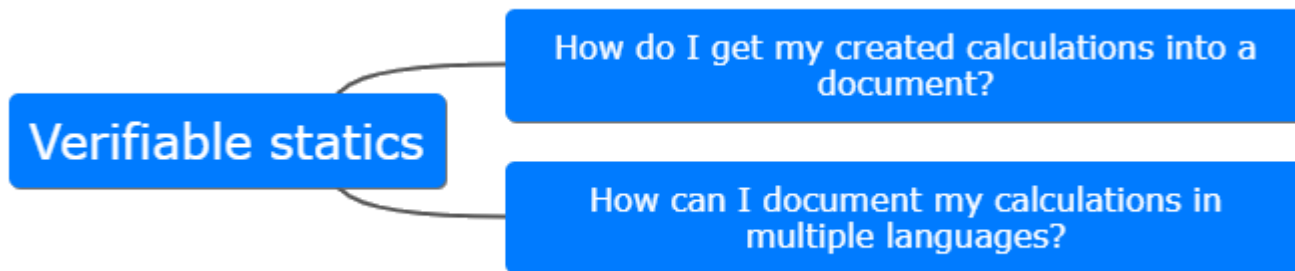 How do I get my created calculations into a
document?
Verifiable statics
How can I document my calculations in
multiple languages?